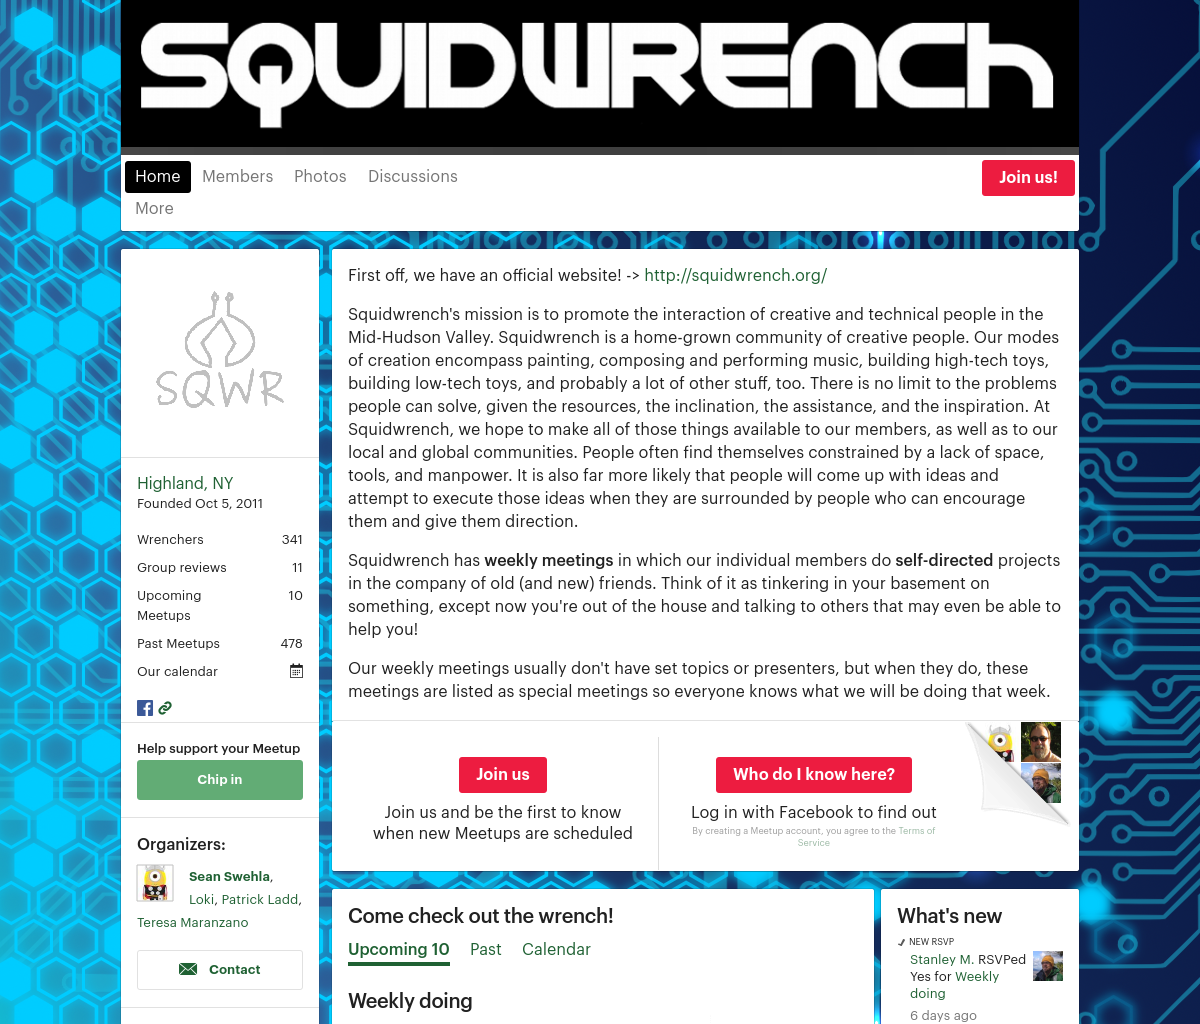 SQUIDWRENCh
Home Members Photos Discussions
Join us!
More
SQWR
Highland, NY
Founded Oct 5, 2011
Wrenchers 341
Group reviews 11
Upcoming 10
Meetups
Past Meetups 478
Our calendar
Help support your Meetup
Chip in
Organizers:
Sean Swehla,
Loki, Patrick Ladd,
Teresa Maranzano
Contact
First off, we have an official website! -> http://squidwrench.org/
Squidwrench's mission is to promote the interaction of creative and technical people in the
Mid-Hudson Valley. Squidwrench is a home-grown community of creative people. Our modes
of creation encompass painting, composing and performing music, building high-tech toys,
building low-tech toys, and probably a lot of other stuff, too. There is no limit to the problems
people can solve, given the resources, the inclination, the assistance, and the inspiration. At
Squidwrench, we hope to make all of those things available to our members, as well as to our
local and global communities. People often find themselves constrained by a lack of space,
tools, and manpower. It is also far more likely that people will come up with ideas and
attempt to execute those ideas when they are surrounded by people who can encourage
them and give them direction.
Squidwrench has weekly meetings in which our individual members do self-directed projects
in the company of old (and new) friends. Think of it as tinkering in your basement on
something, except now you're out of the house and talking to others that may even be able to
help you!
Our weekly meetings usually don't have set topics or presenters, but when they do, these
meetings are listed as special meetings so everyone knows what we will be doing that week.
Join us
Join us and be the first to know
when new Meetups are scheduled
Who do I know here?
Log in with Facebook to find out
By creating a Meetup account, you agree to the Terms of
Service
Come check out the wrench!
Upcoming 10 Past Calendar
Weekly doing
What's new
NEW RSVP
Stanley M. RSVPed
Yes for Weekly
doing
6 days ago